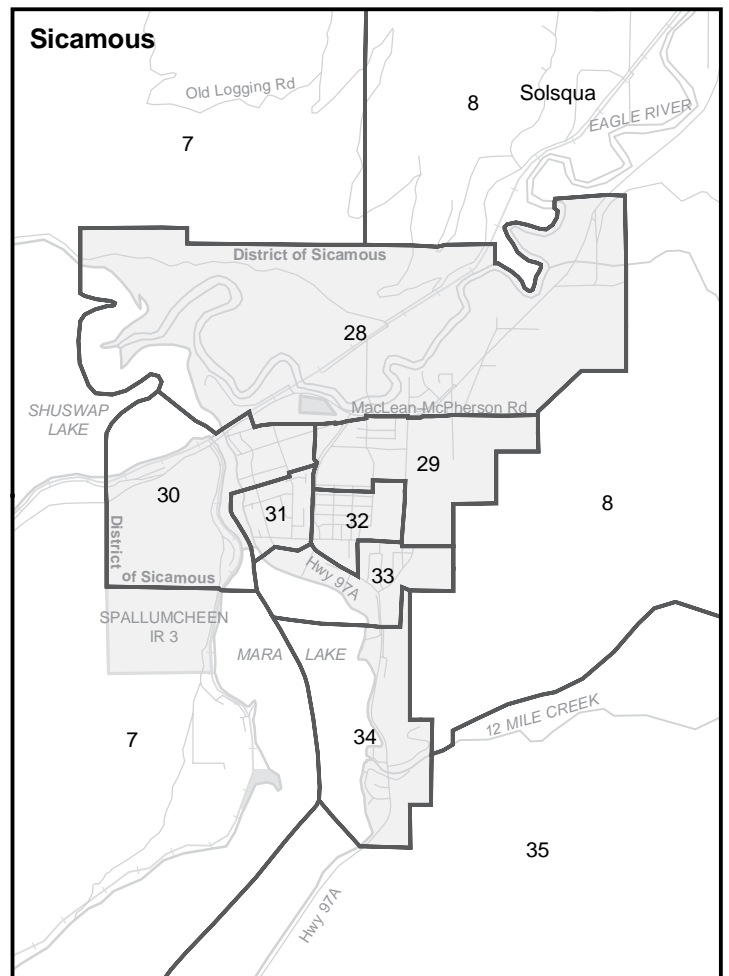 Sicamous
Old Logging Rd
8
Solsqua
EAGLE RIVER
7
District of Sicamous
28
SHUSWAP
LAKE
MacLean-McPherson Rd
29
30
31
32
8
District
of Sicamous
33
Hwy 97A
SPALLUMCHEEN
IR 3
MARA LAKE
12 MILE CREEK
7
34
35
Hwy 97A